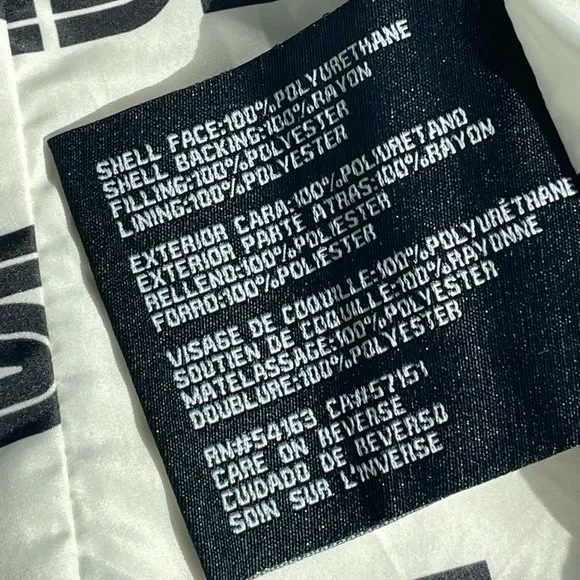 SHELL FACE:100%POLYURETHANE
SHELL BACKING:100%RAYON
FILLING:100%POLYESTER
LINING:100%POLYESTER
EXTERIOR CARA:100%POLIURETANO
EXTERIOR PARTE ATRAS:100%RAYON
RELLENO:100%POLIESTER
FORRO:100%POLIESTER
VISAGE DE COQUILLE:100%POLYURÉTHANE
SOUTIEN DE COQUILLE:100%RAYONNE
MATELASSAGE:100%POLYESTER
DOUBLURE:100%POLYESTER
RN#54163 CA#57151
CARE ON REVERSE
CUIDADO DE REVERSO
SOIN SUR L'INVERSE